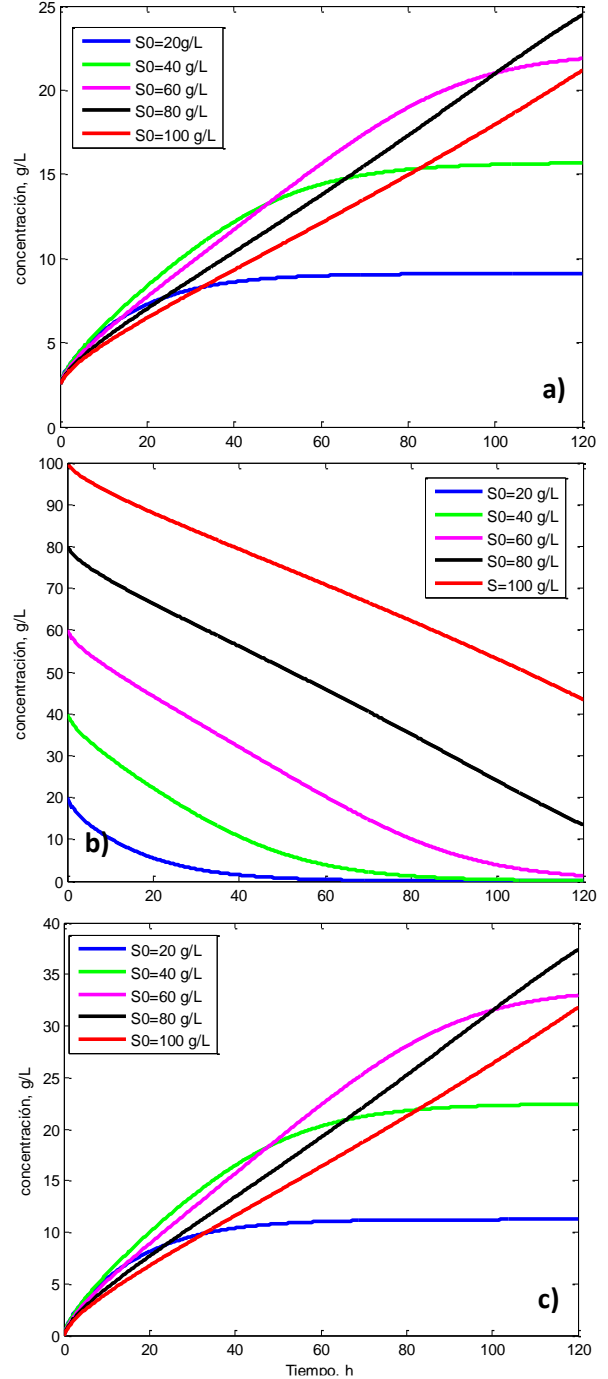 25
20
15
10
5
0
concentración, g/L
S0=20g/L
S0=40 g/L
S0=60 g/L
S0=80 g/L
S0=100 g/L
a)
0 20 40 60 80 100 120
100
90
80
70
60
50
40
30
20
10
0
concentración, g/L
S0=20 g/L
S0=40 g/L
S0=60 g/L
S0=80 g/L
S=100 g/L
b)
0 20 40 60 80 100 120
40
35
30
25
20
15
10
5
0
concentración, g/L
S0=20 g/L
S0=40 g/L
S0=60 g/L
S0=80 g/L
S0=100 g/L
c)
0 20 40 60 80 100 120
Tiempo, h